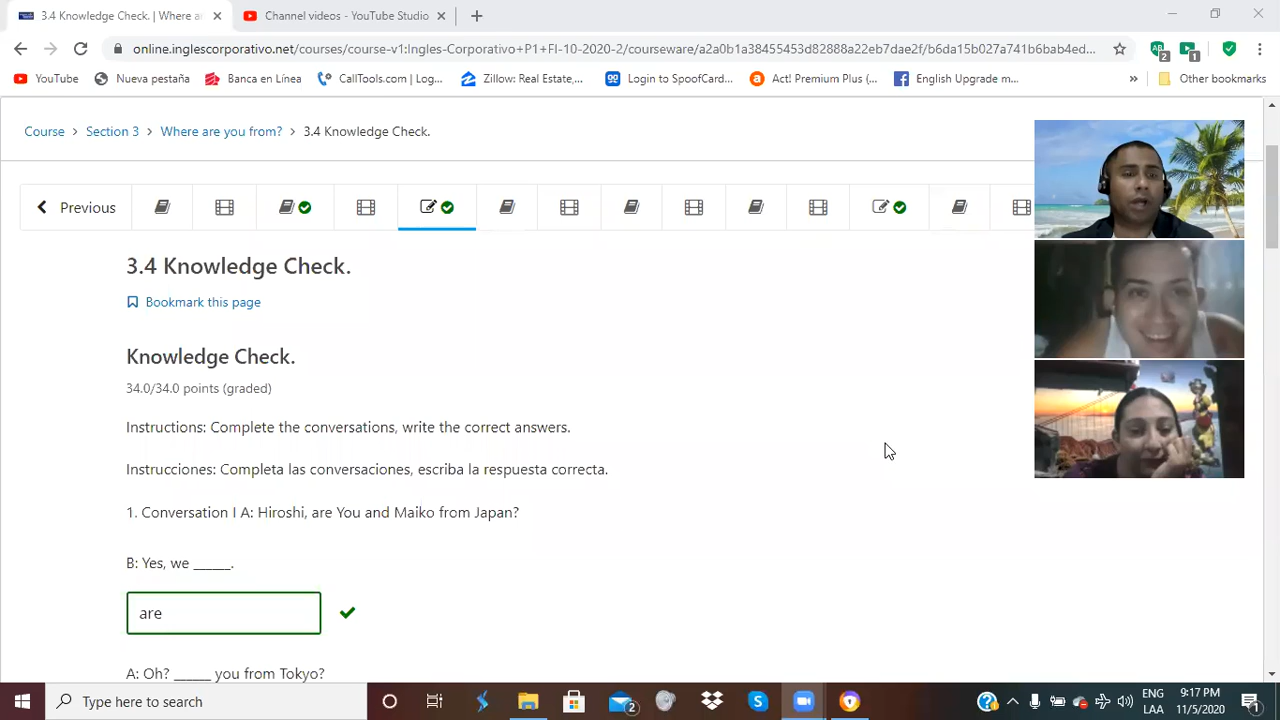 3.4 Knowledge Check. | Where a
Channel videos - YouTube Studio
online.inglescorporativo.net/courses/course-v1:Ingles-Corporativo+P1+FI-10-2020-2/courseware/a2a0b1a38455453d82888a22eb7dae2f/b6da15b027a741b6bab4ed...
2
1
YouTube
Nueva pestaña
Banca en Línea
CallTools.com | Log...
Zillow: Real Estate,...
Login to SpoofCard...
Act! Premium Plus (...
English Upgrade m...
»
Other bookmarks
Course > Section 3 > Where are you from? > 3.4 Knowledge Check.
Previous
3.4 Knowledge Check.
Bookmark this page
Knowledge Check.
34.0/34.0 points (graded)
Instructions: Complete the conversations, write the correct answers.
Instrucciones: Completa las conversaciones, escriba la respuesta correcta.
1. Conversation I A: Hiroshi, are You and Maiko from Japan?
B: Yes, we ______.
are
A: Oh? ______ you from Tokyo?
Type here to search
2
ENG
LAA
9:17 PM
11/5/2020
1